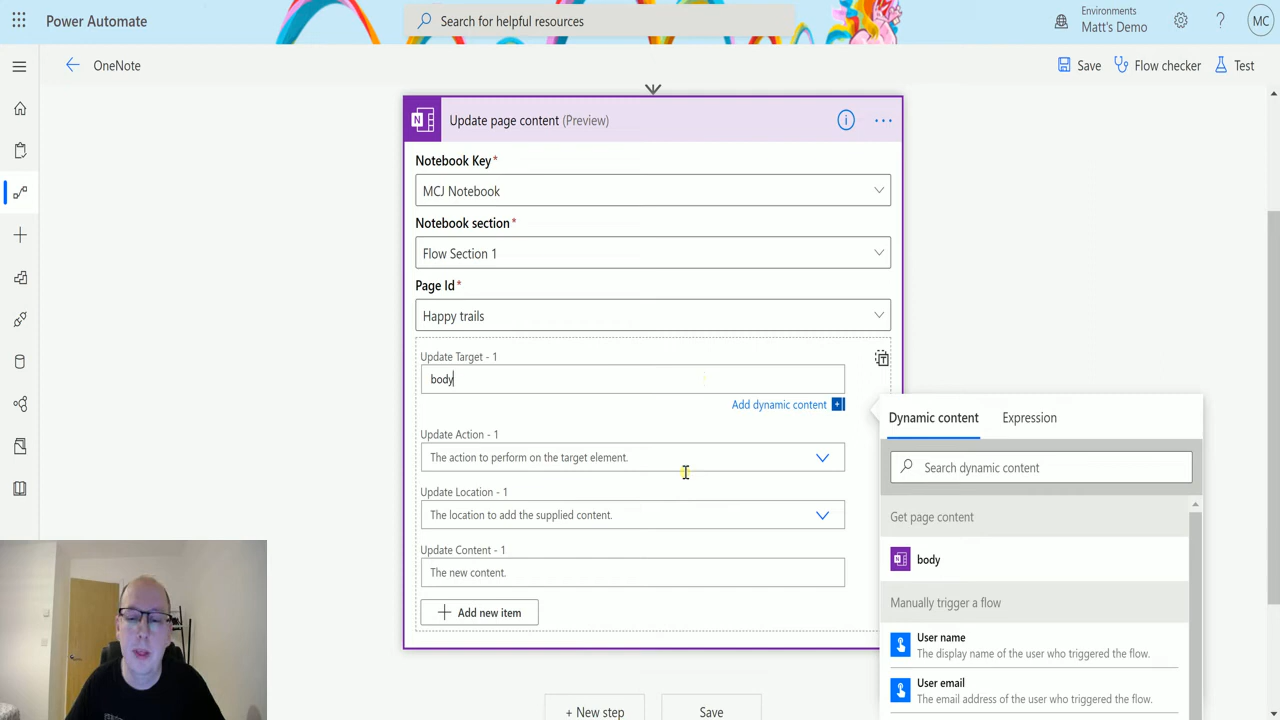 Power Automate
Search for helpful resources
Environments
Matt's Demo
MC
OneNote
Save
Flow checker
Test
Update page content (Preview)
Notebook Key*
MCJ Notebook
Notebook section*
Flow Section 1
Page Id*
Happy trails
Update Target - 1
body
Add dynamic content
Update Action - 1
The action to perform on the target element.
Update Location - 1
The location to add the supplied content.
Update Content - 1
The new content.
Add new item
+ New step
Save
Dynamic content
Expression
Search dynamic content
Get page content
body
Manually trigger a flow
User name
The display name of the user who triggered the flow.
User email
The email address of the user who triggered the flow.